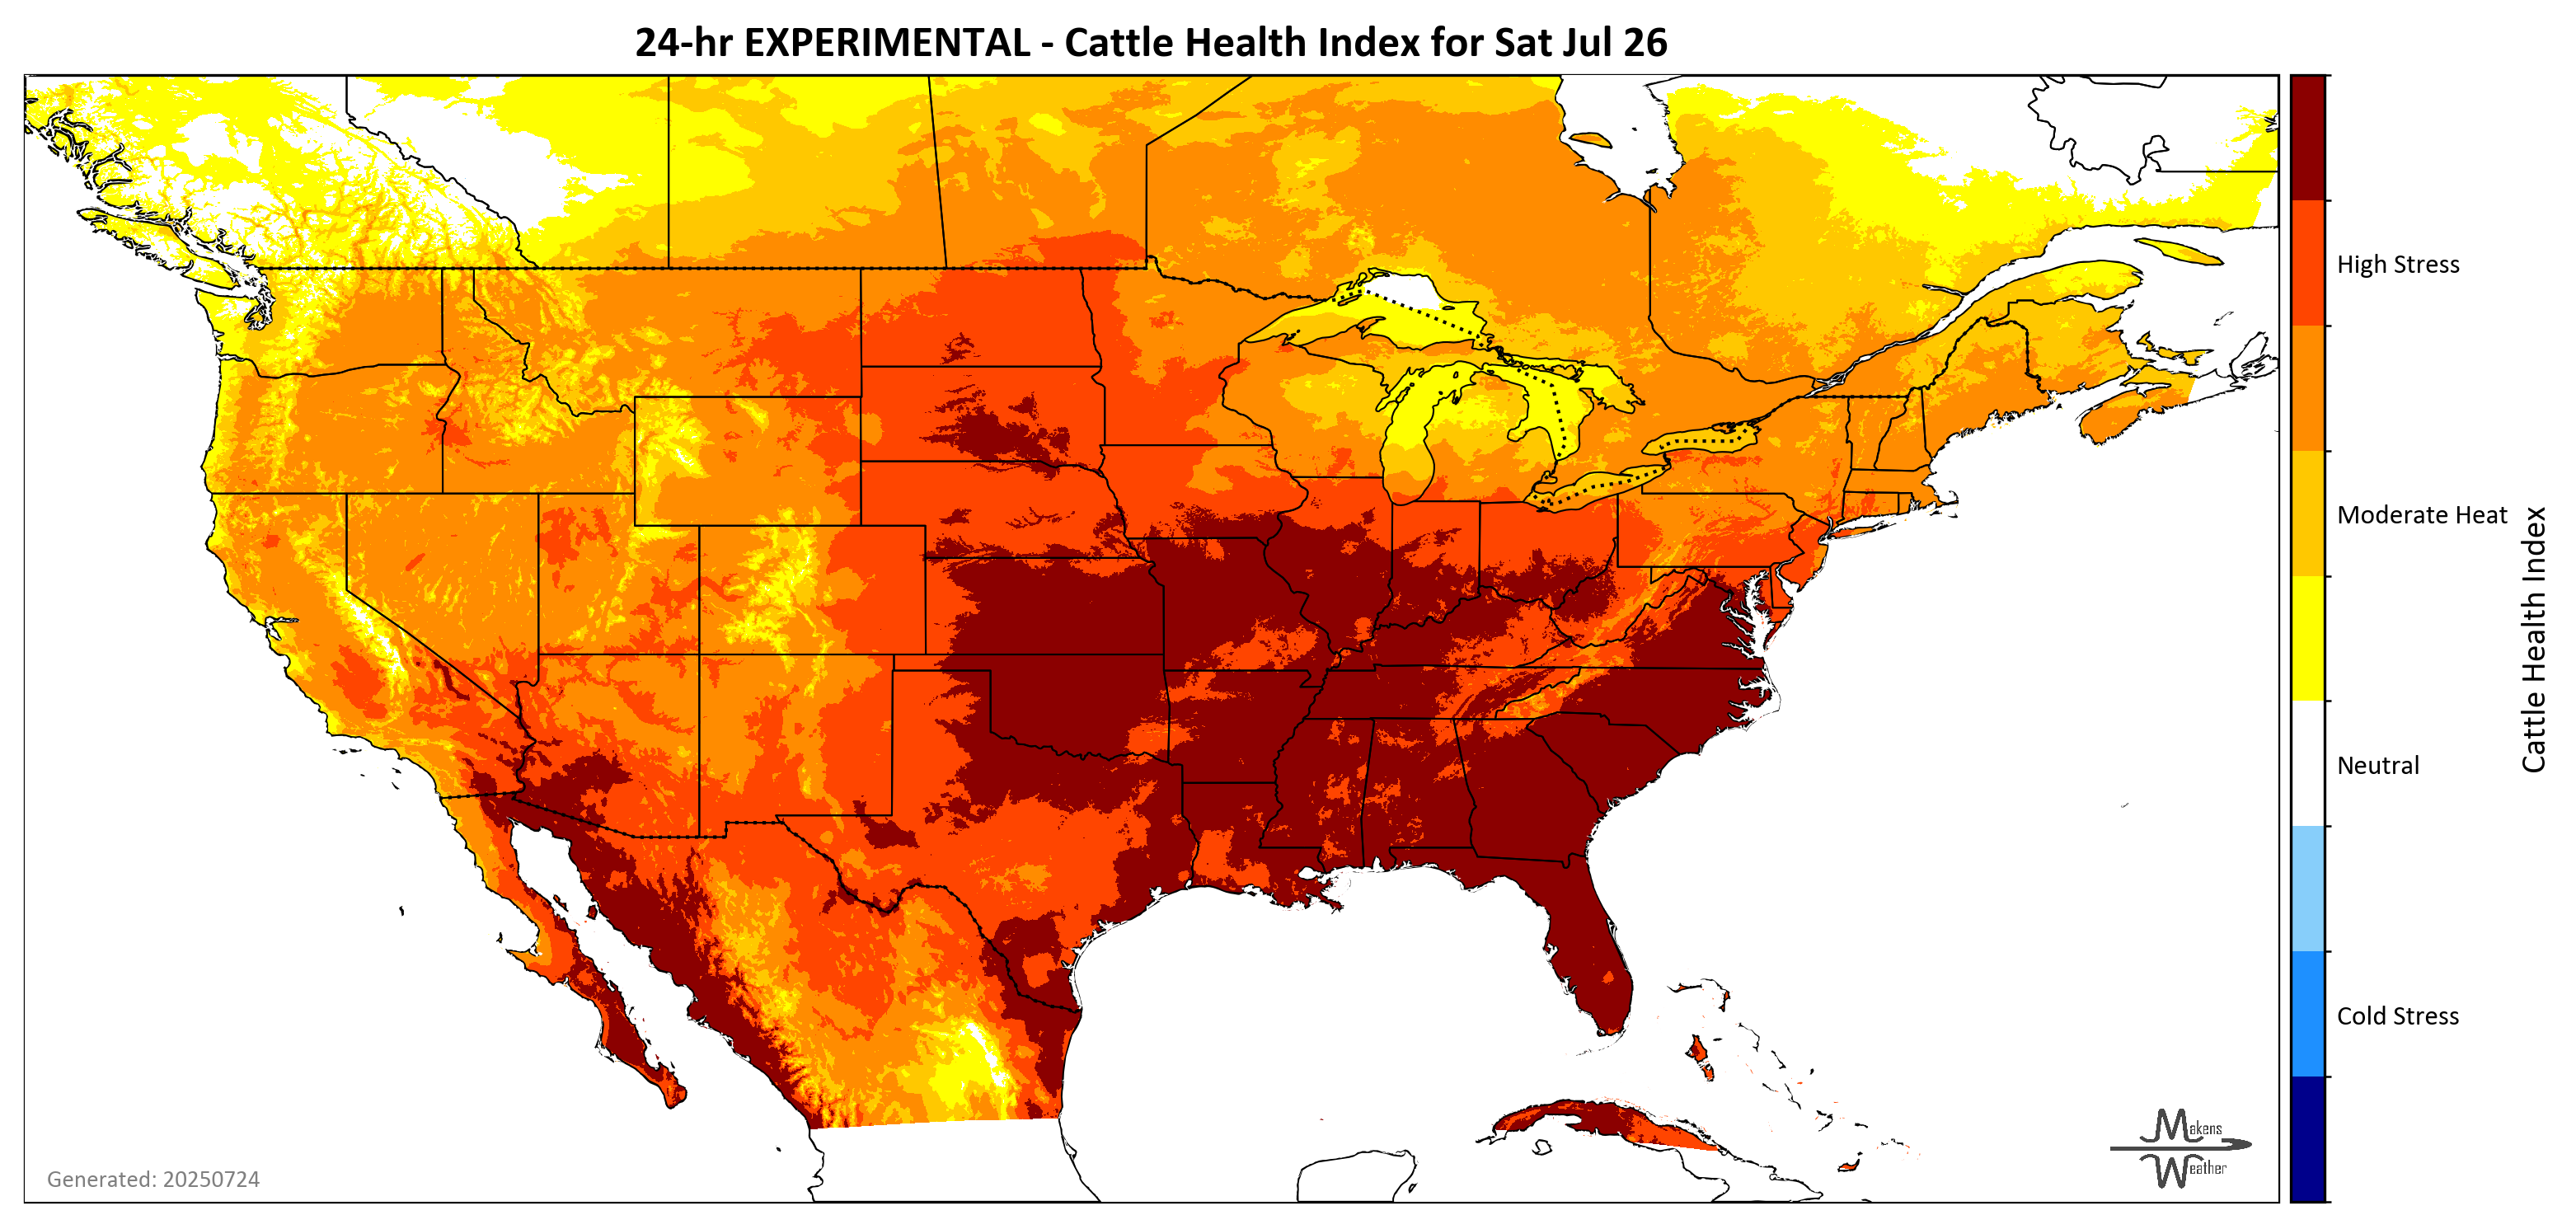 24-hr EXPERIMENTAL - Cattle Health Index for Sat Jul 26
High Stress
Moderate Heat
Neutral
Cold Stress
Cattle Health Index
Generated: 20250724
Makens
Weather